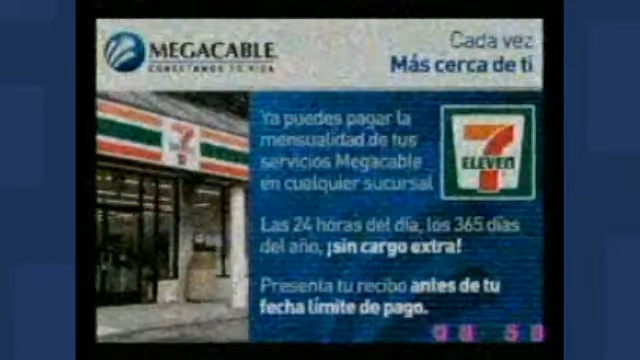 MEGACABLE
CONECTAMOS TU VIDA
Cada vez
Más cerca de ti
Ya puedes pagar la
mensualidad de tus
servicios Megacable
en cualquier sucursal
7
ELEVEN
7
Las 24 horas del día, los 365 días
del año, ¡sin cargo extra!
Presenta tu recibo antes de tu
fecha límite de pago.